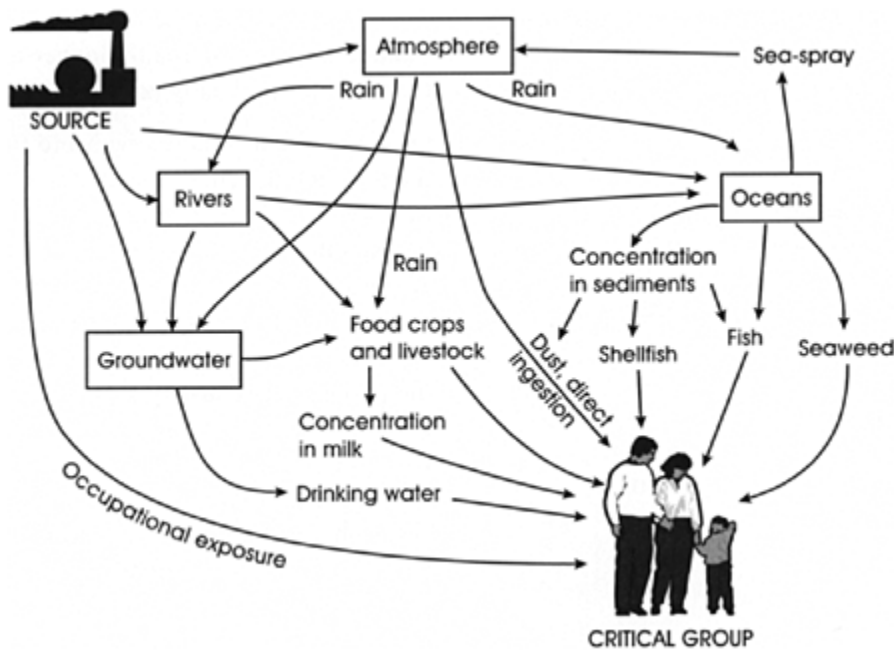 Atmosphere
Sea-spray
Rain
Rain
SOURCE
Rivers
Oceans
Concentration
in sediments
Rain
Food crops
and livestock
Groundwater
Dust, direct
ingestion
Shellfish
Fish
Seaweed
Concentration
in milk
Drinking water
Occupational exposure
CRITICAL GROUP